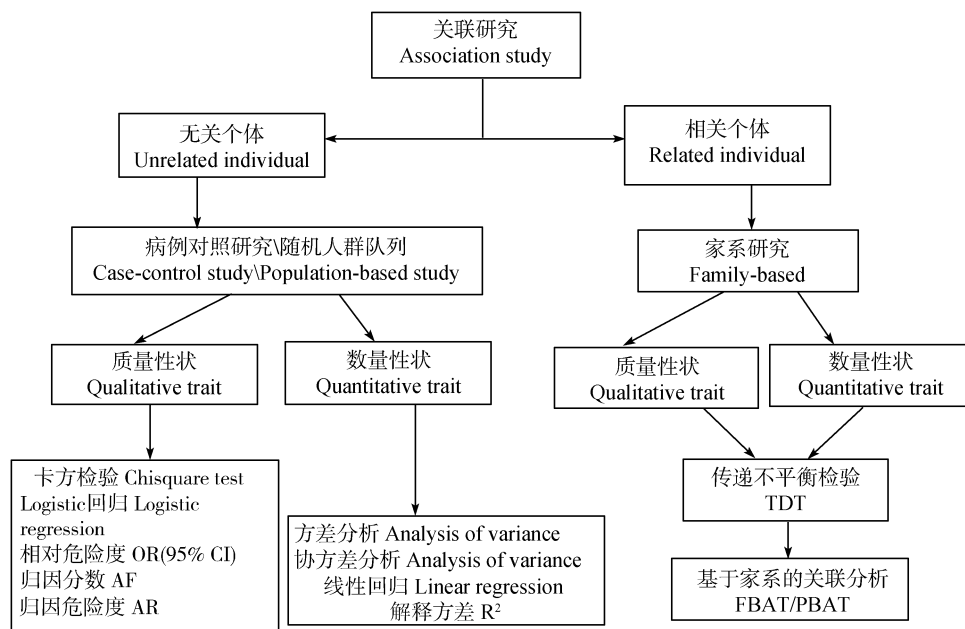 关联研究
Association study
无关个体
Unrelated individual
相关个体
Related individual
病例对照研究\随机人群队列
Case-control study\Population-based study
家系研究
Family-based
质量性状
Qualitative trait
数量性状
Quantitative trait
质量性状
Qualitative trait
数量性状
Quantitative trait
卡方检验 Chisquare test
Logistic回归 Logistic
regression
相对危险度 OR(95% CI)
归因分数 AF
归因危险度 AR
方差分析 Analysis of variance
协方差分析 Analysis of variance
线性回归 Linear regression
解释方差 R²
传递不平衡检验
TDT
基于家系的关联分析
FBAT/PBAT